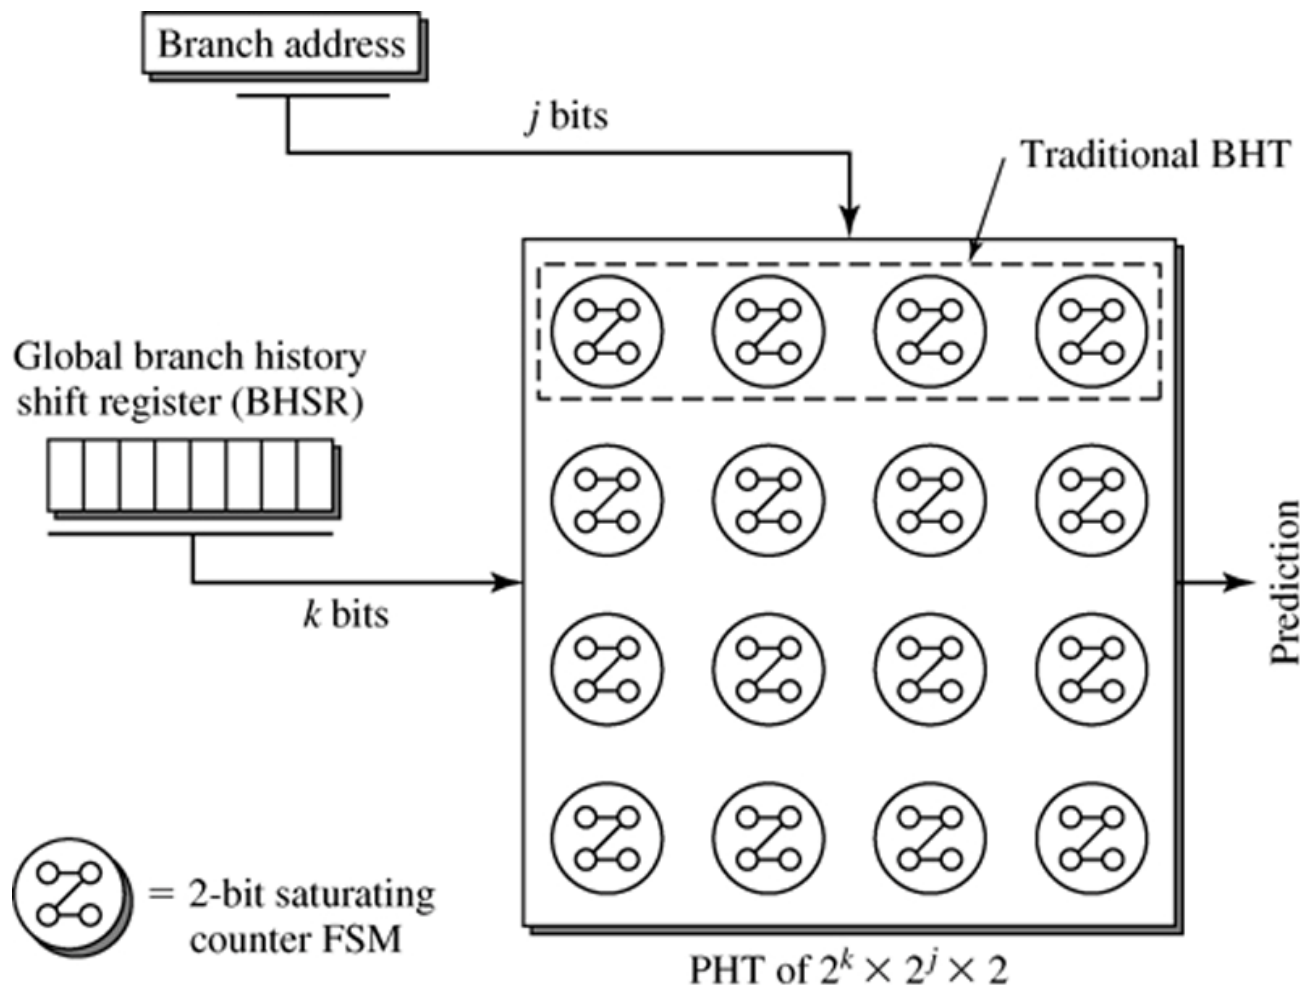 Branch address
j bits
Traditional BHT
Global branch history
shift register (BHSR)
k bits
Prediction
= 2-bit saturating
counter FSM
PHT of 2^k × 2^j × 2